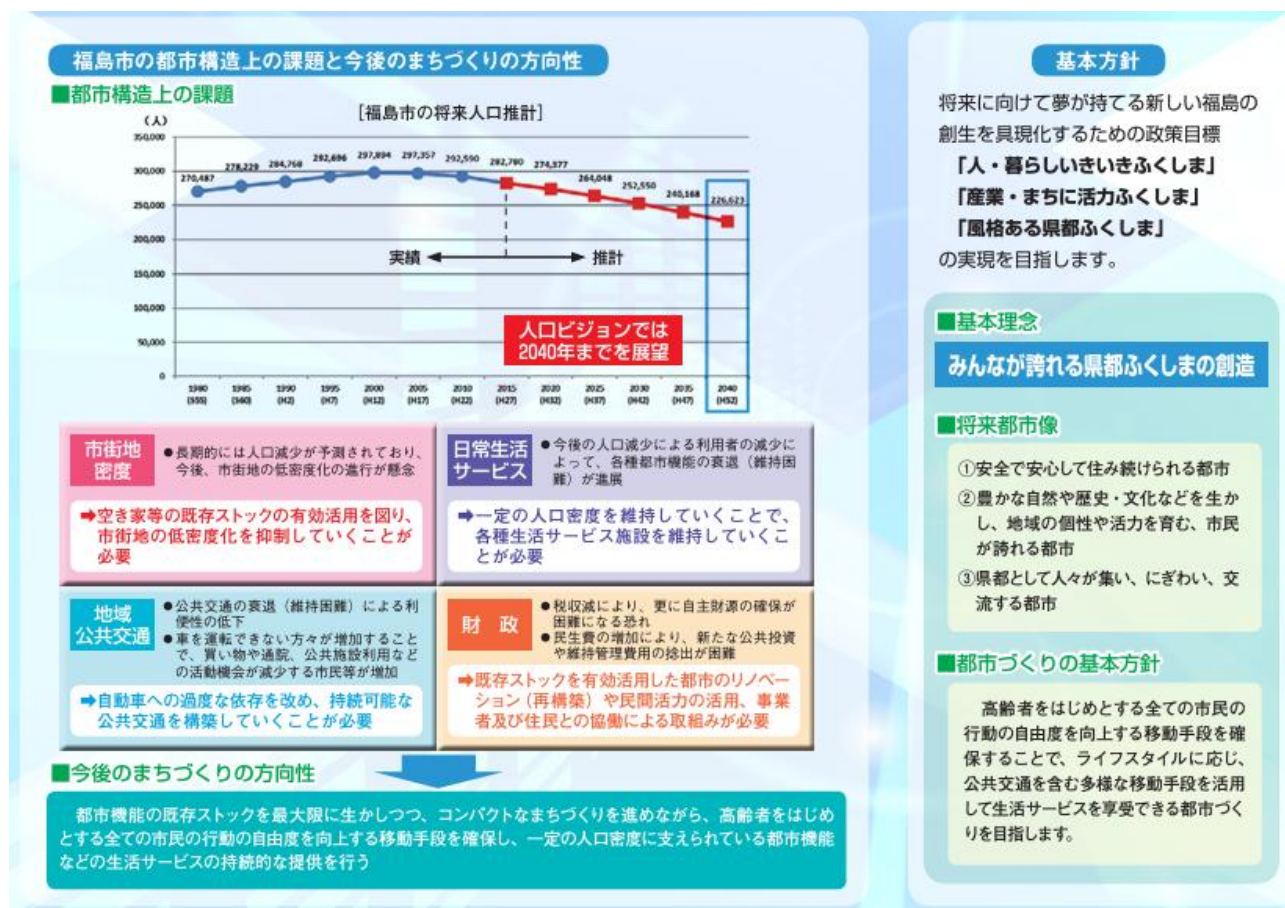 福島市の都市構造上の課題と今後のまちづくりの方向性
■都市構造上の課題
［福島市の将来人口推計］
（人）
350,000
300,000
250,000
200,000
150,000
100,000
50,000
0
270,487
278,229
284,768
292,696
297,894
297,357
292,590
282,780
274,377
264,048
252,550
240,168
226,623
実績
推計
人口ビジョンでは
2040年までを展望
1980 1985 1990 1995 2000 2005 2010 2015 2020 2025 2030 2035 2040
(S55) (S60) (H2) (H7) (H12) (H17) (H22) (H27) (H32) (H37) (H42) (H47) (H52)
市街地
密度
●長期的には人口減少が予測されており、
今後、市街地の低密度化の進行が懸念
➡空き家等の既存ストックの有効活用を図り、
市街地の低密度化を抑制していくことが
必要
日常生活
サービス
●今後の人口減少による利用者の減少に
よって、各種都市機能の衰退（維持困
難）が進展
➡一定の人口密度を維持していくことで、
各種生活サービス施設を維持していくこ
とが必要
地域
公共交通
●公共交通の衰退（維持困難）による利
便性の低下
●車を運転できない方々が増加すること
で、買い物や通院、公共施設利用など
の活動機会が減少する市民等が増加
➡自動車への過度な依存を改め、持続可能な
公共交通を構築していくことが必要
財 政
●税収減により、更に自主財源の確保が
困難になる恐れ
●民生費の増加により、新たな公共投資
や維持管理費用の捻出が困難
➡既存ストックを有効活用した都市のリノベー
ション（再構築）や民間活力の活用、事業
者及び住民との協働による取組みが必要
■今後のまちづくりの方向性
都市機能の既存ストックを最大限に生かしつつ、コンパクトなまちづくりを進めながら、高齢者をはじめ
とする全ての市民の行動の自由度を向上する移動手段を確保し、一定の人口密度に支えられている都市機能
などの生活サービスの持続的な提供を行う
基本方針
将来に向けて夢が持てる新しい福島の
創生を具現化するための政策目標
「人・暮らしいきいきふくしま」
「産業・まちに活力ふくしま」
「風格ある県都ふくしま」
の実現を目指します。
■基本理念
みんなが誇れる県都ふくしまの創造
■将来都市像
①安全で安心して住み続けられる都市
②豊かな自然や歴史・文化などを生か
し、地域の個性や活力を育む、市民
が誇れる都市
③県都として人々が集い、にぎわい、交
流する都市
■都市づくりの基本方針
高齢者をはじめとする全ての市民の
行動の自由度を向上する移動手段を確
保することで、ライフスタイルに応じ、
公共交通を含む多様な移動手段を活用
して生活サービスを享受できる都市づく
りを目指します。